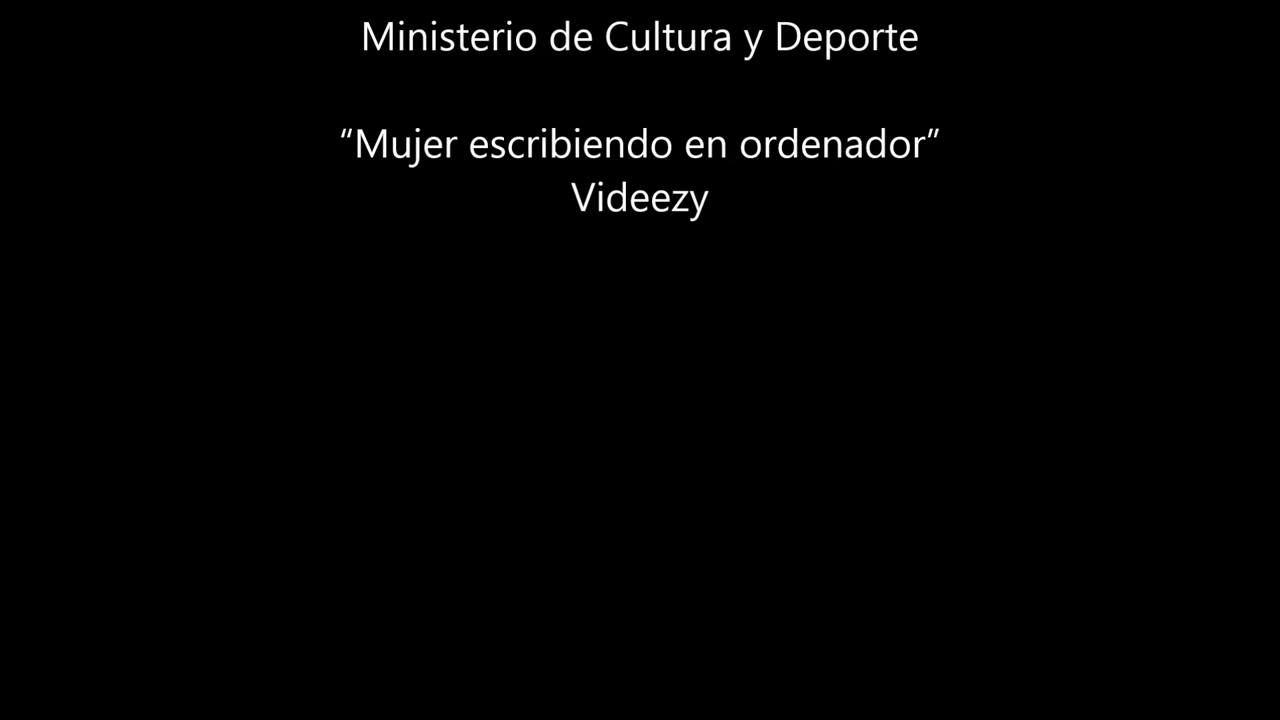 Ministerio de Cultura y Deporte
“Mujer escribiendo en ordenador”
Videezy